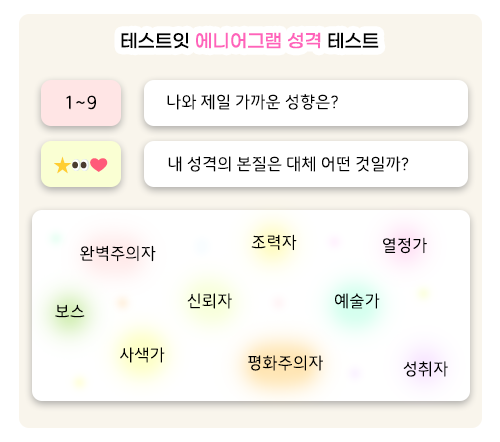 테스트잇 에니어그램 성격 테스트
1~9 나와 제일 가까운 성향은?
내 성격의 본질은 대체 어떤 것일까?
완벽주의자 조력자 열정가
보스 신뢰자 예술가
사색가 평화주의자 성취자